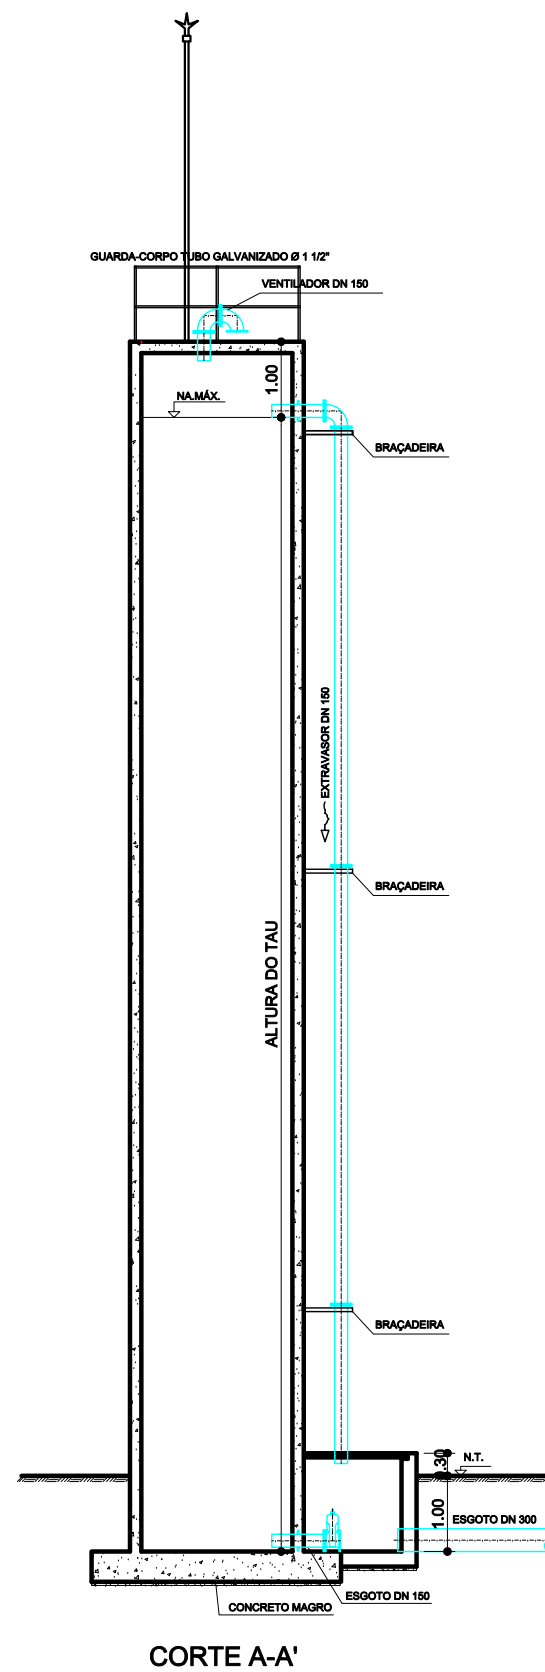 GUARDA-CORPO TUBO GALVANIZADO Ø 1 1/2"
VENTILADOR DN 150
1.00
NA.MÁX.
BRAÇADEIRA
EXTRAVASOR DN 150
BRAÇADEIRA
ALTURA DO TAU
BRAÇADEIRA
0.30
N.T.
1.00
ESGOTO DN 300
ESGOTO DN 150
CONCRETO MAGRO
CORTE A-A'